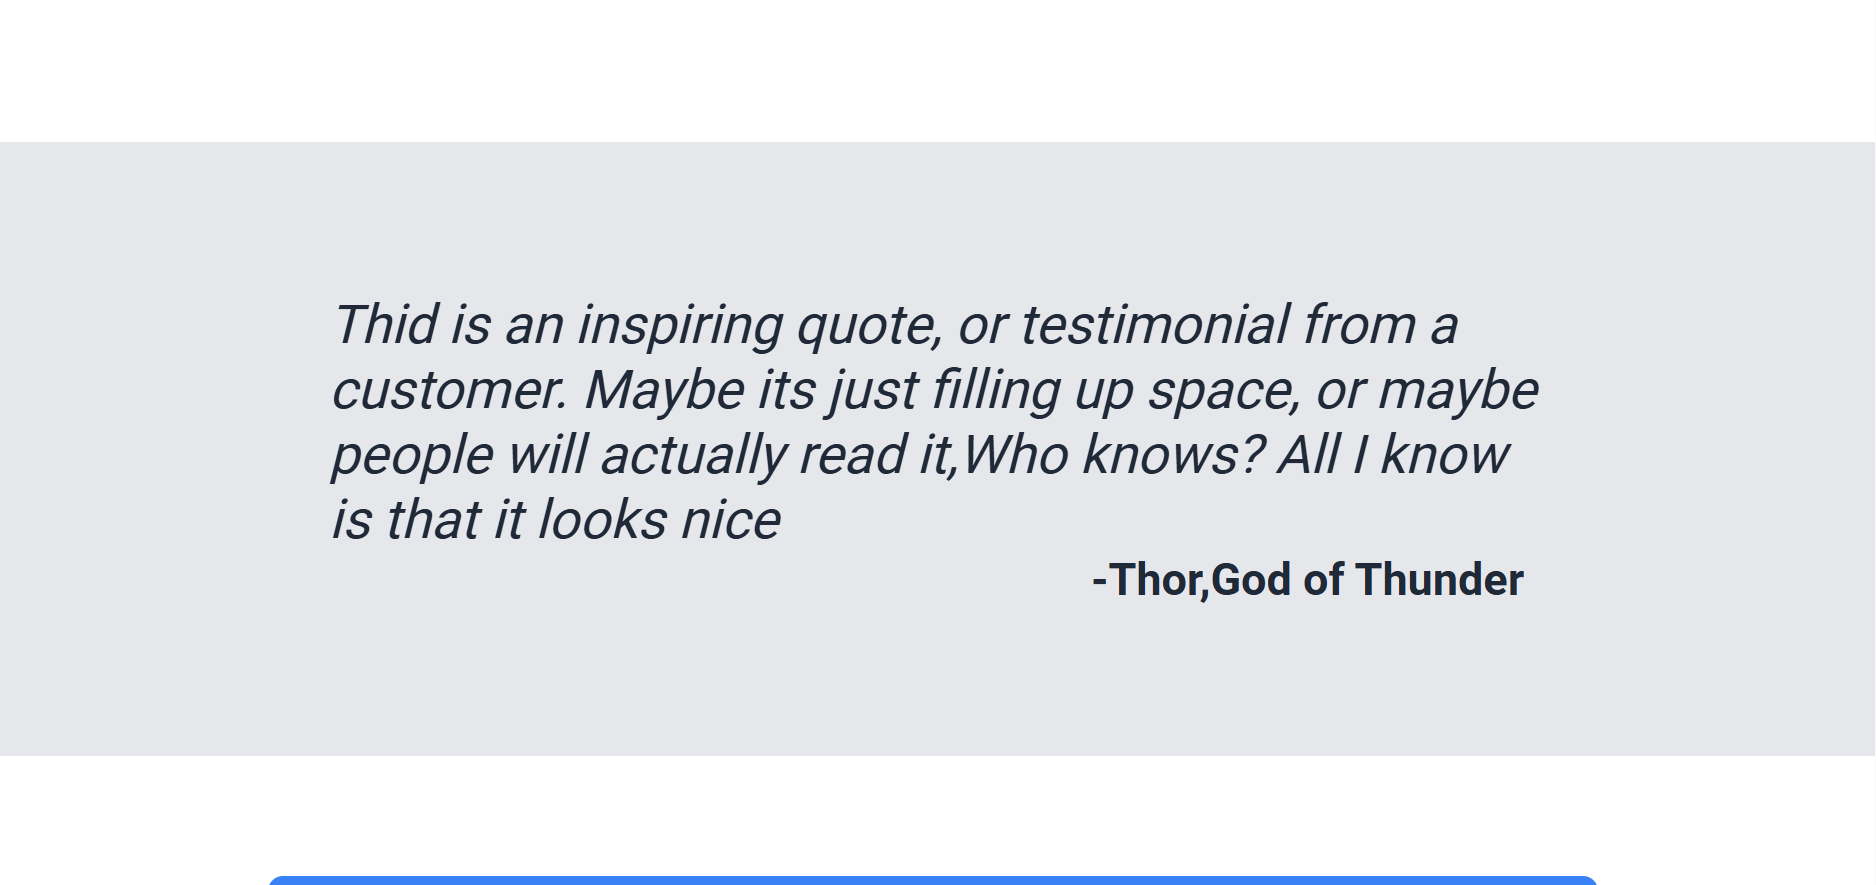 Thid is an inspiring quote, or testimonial from a
customer. Maybe its just filling up space, or maybe
people will actually read it,Who knows? All I know
is that it looks nice
-Thor,God of Thunder